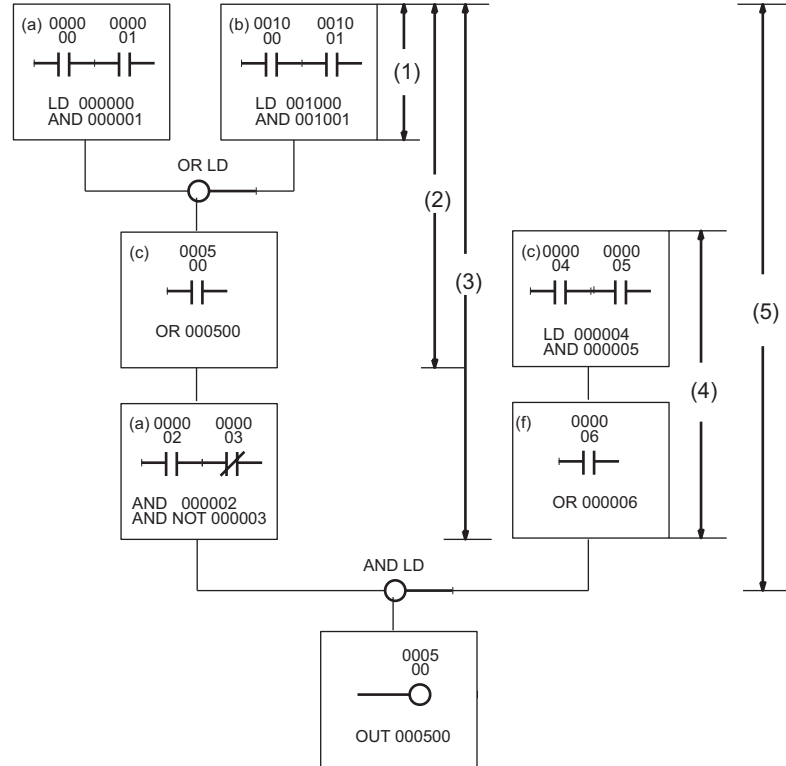 (a) 0000 0000
00 01
LD 000000
AND 000001
(b) 0010 0010
00 01
LD 001000
AND 001001
(1)
OR LD
(2)
(c) 0005
00
OR 000500
(3)
(c) 0000 0000
04 05
LD 000004
AND 000005
(5)
(4)
(a) 0000 0000
02 03
AND 000002
AND NOT 000003
(f) 0000
06
OR 000006
AND LD
0005
00
OUT 000500